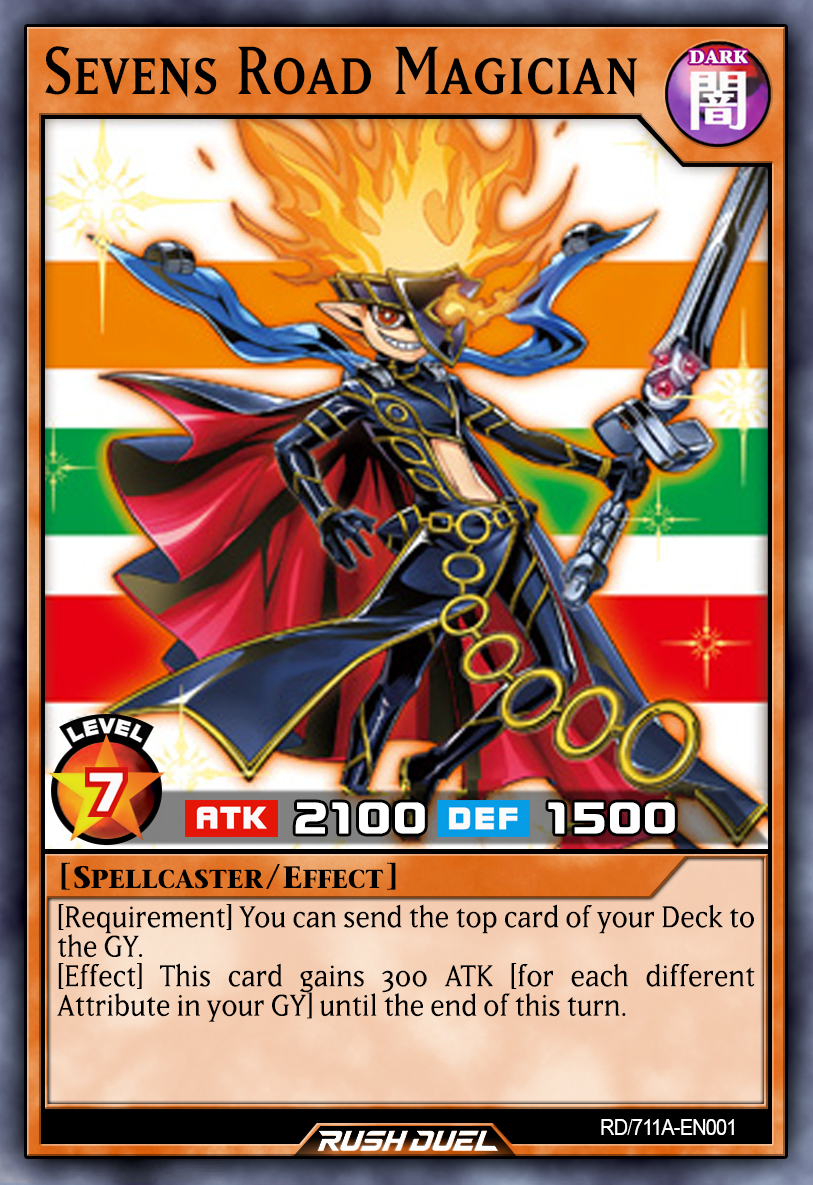 Sevens Road Magician
DARK
闇
LEVEL
7
ATK 2100 DEF 1500
[Spellcaster/Effect]
[Requirement] You can send the top card of your Deck to
the GY.
[Effect] This card gains 300 ATK [for each different
Attribute in your GY] until the end of this turn.
RD/711A-EN001
RUSH DUEL